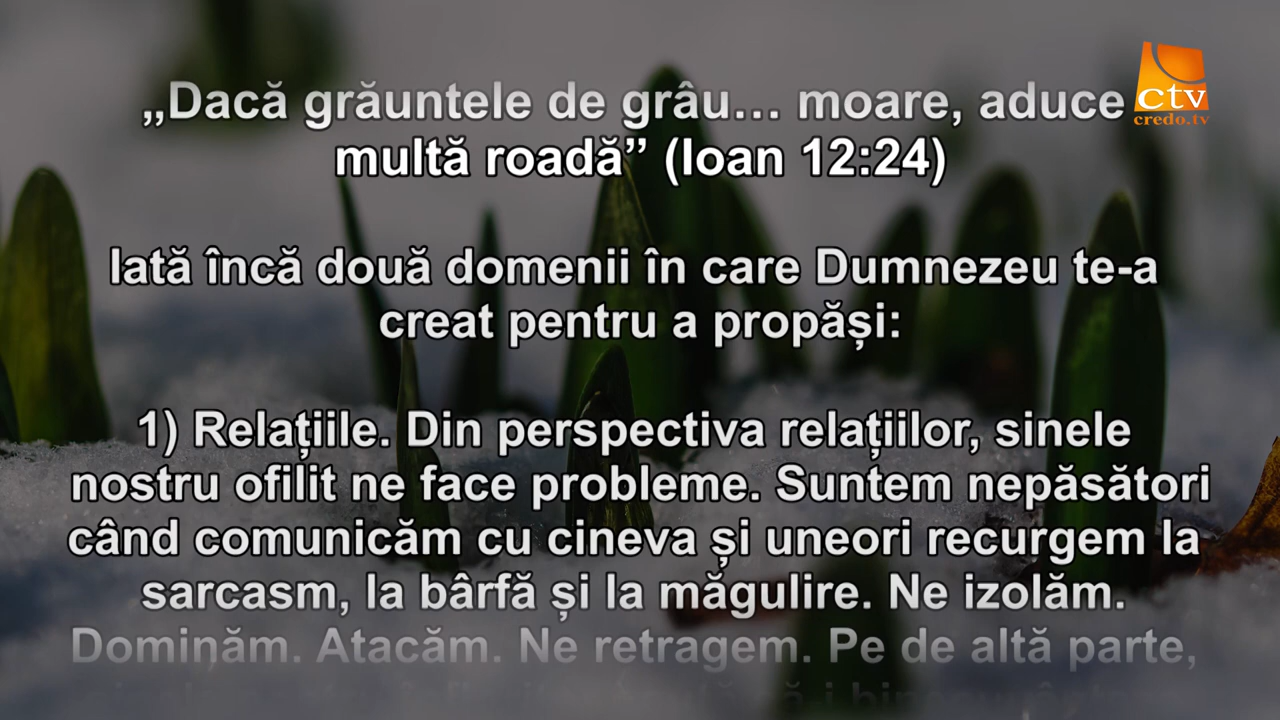 „Dacă grăuntele de grâu… moare, aduce
multă roadă” (Ioan 12:24)
Iată încă două domenii în care Dumnezeu te-a
creat pentru a propăși:
1) Relațiile. Din perspectiva relațiilor, sinele
nostru ofilit ne face probleme. Suntem nepăsători
când comunicăm cu cineva și uneori recurgem la
sarcasm, la bârfă și la măgulire. Ne izolăm.
Dominăm. Atacăm. Ne retragem. Pe de altă parte,
ctv
credo.tv